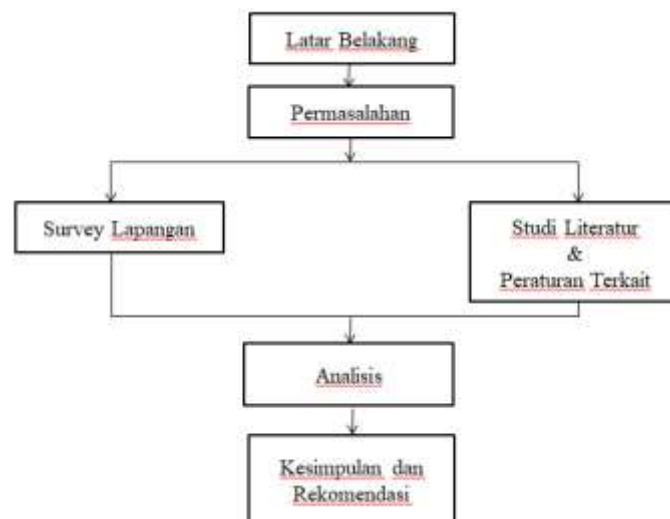 Latar Belakang
Permasalahan
Survey Lapangan
Studi Literatur
&
Peraturan Terkait
Analisis
Kesimpulan dan
Rekomendasi